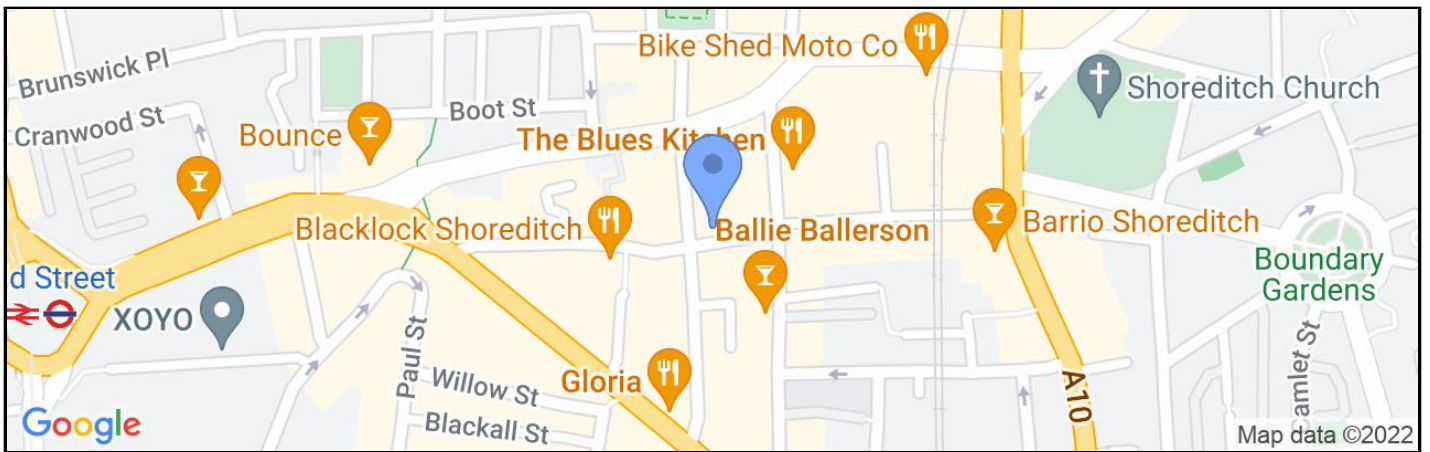 Bike Shed Moto Co
Brunswick Pl
Shoreditch Church
Boot St
Cranwood St
Bounce
The Blues Kitchen
Blacklock Shoreditch
Ballie Ballerson
Barrio Shoreditch
d Street
Boundary
Gardens
XOYO
Paul St
Willow St
Gloria
Camlet St
A10
Blackall St
Google
Map data ©2022